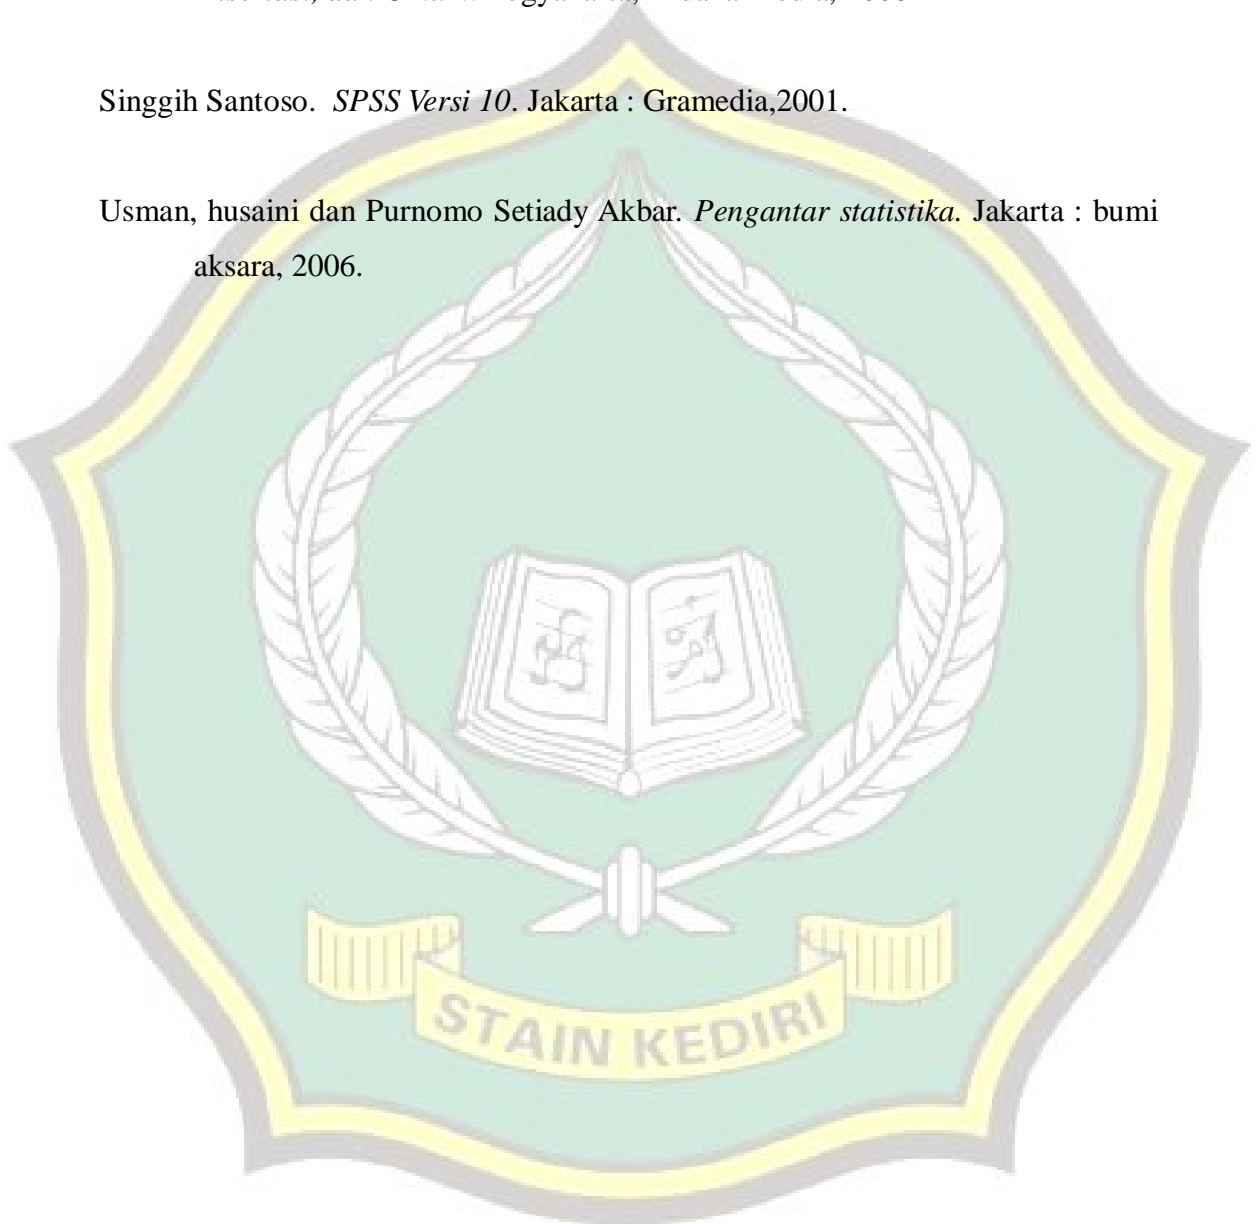 Singgih Santoso. SPSS Versi 10. Jakarta : Gramedia,2001.
Usman, husaini dan Purnomo Setiady Akbar. Pengantar statistika. Jakarta : bumi
aksara, 2006.
STAIN KEDIRI